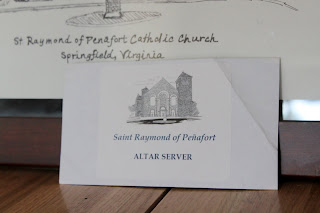 St. Raymond of Peñafort Catholic Church
Springfield, Virginia
Saint Raymond of Peñafort
ALTAR SERVER